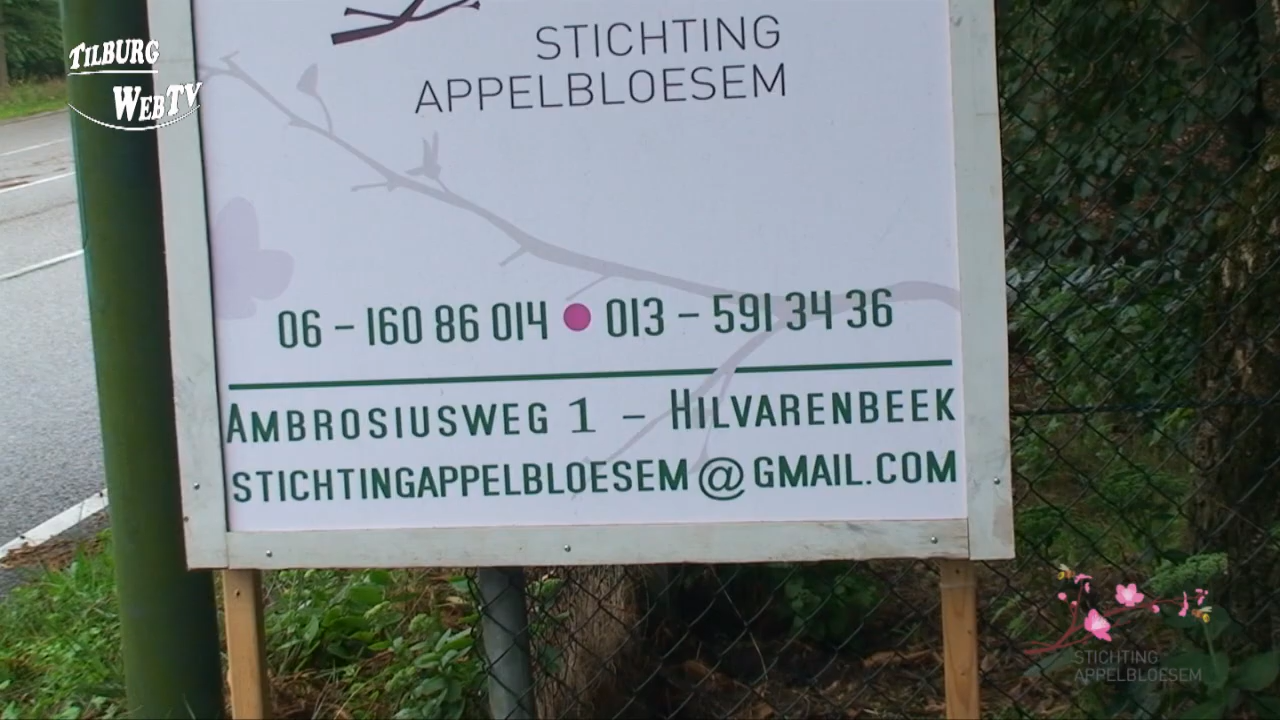 TILBURG
WEBTV
STICHTING
APPELBLOESEM
06 - 160 86 014 ● 013 - 591 34 36
AMBROSIUSWEG 1 - HILVARENBEEK
STICHTINGAPPELBLOESEM@GMAIL.COM
STICHTING
APPELBLOESEM